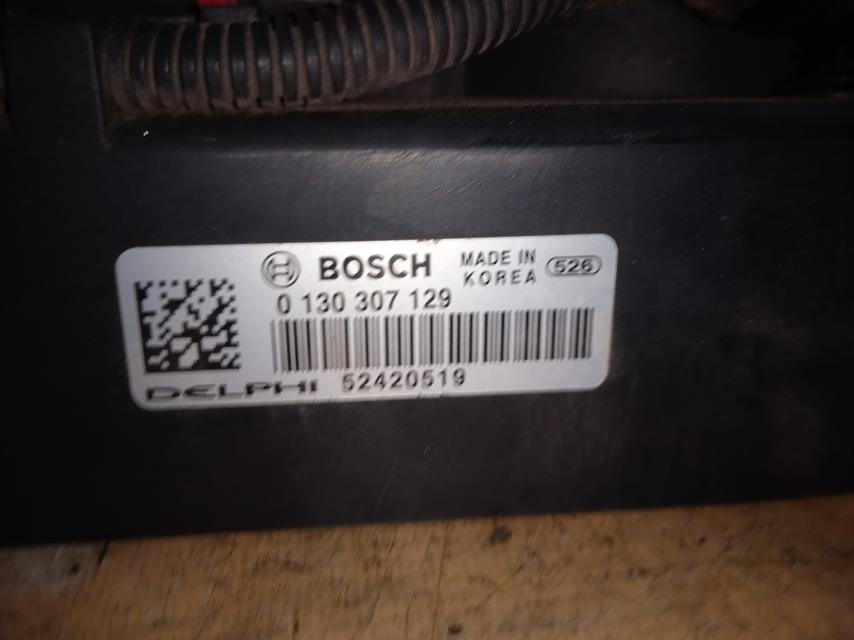 BOSCH MADE IN
KOREA 526
0 130 307 129
DELPHI 52420519